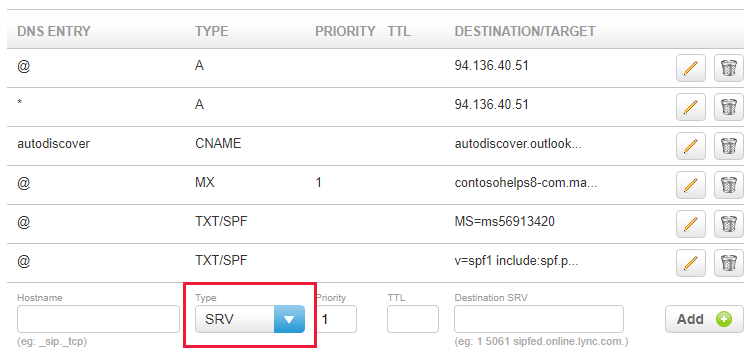 DNS ENTRY TYPE PRIORITY TTL DESTINATION/TARGET
@ A 94.136.40.51
* A 94.136.40.51
autodiscover CNAME autodiscover.outlook...
@ MX 1 contosohelps8-com.ma...
@ TXT/SPF MS=ms56913420
@ TXT/SPF v=spf1 include:spf.p...
Hostname Type Priority TTL Destination SRV
SRV 1 Add
(eg: _sip._tcp) (eg: 1 5061 sipfed.online.lync.com.)